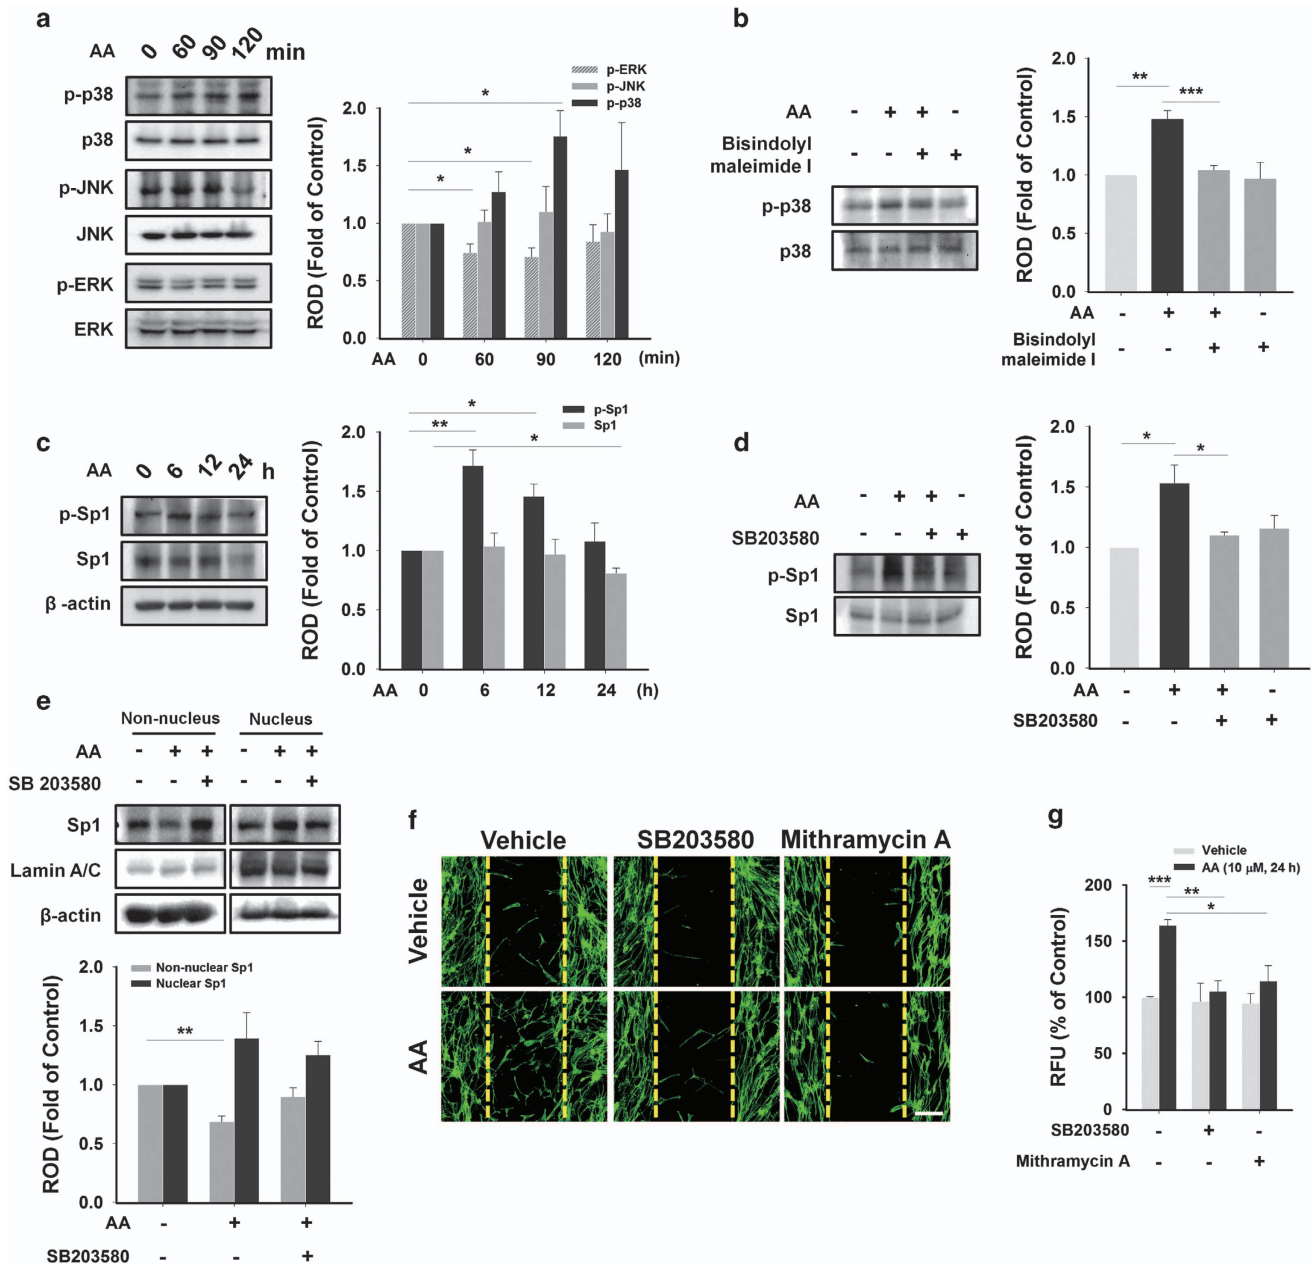 a
AA 0 60 90 120 min
p-p38
p38
p-JNK
JNK
p-ERK
ERK
p-ERK
p-JNK
p-p38
ROD (Fold of Control)
2.0
1.5
1.0
0.5
0.0
* * *
AA 0 60 90 120 (min)
b
AA - + + -
Bisindolyl
maleimide I - - + +
p-p38
p38
ROD (Fold of Control)
2.0
1.5
1.0
0.5
0.0
** ***
AA - + + -
Bisindolyl
maleimide I - - + +
c
AA 0 6 12 24 h
p-Sp1
Sp1
β -actin
p-Sp1
Sp1
ROD (Fold of Control)
2.0
1.5
1.0
0.5
0.0
*
**
*
AA 0 6 12 24 (h)
d
AA - + + -
SB203580 - - + +
p-Sp1
Sp1
ROD (Fold of Control)
2.0
1.5
1.0
0.5
0.0
* *
AA - + + -
SB203580 - - + +
e
Non-nucleus Nucleus
AA - + + - + +
SB 203580 - - + - - +
Sp1
Lamin A/C
β-actin
Non-nuclear Sp1
Nuclear Sp1
ROD (Fold of Control)
2.0
1.5
1.0
0.5
0.0
**
AA - + +
SB203580 - - +
f
Vehicle SB203580 Mithramycin A
Vehicle
AA
g
Vehicle
AA (10 μM, 24 h)
RFU (% of Control)
200
150
100
50
0
*** **
*
SB203580 - + -
Mithramycin A - - +